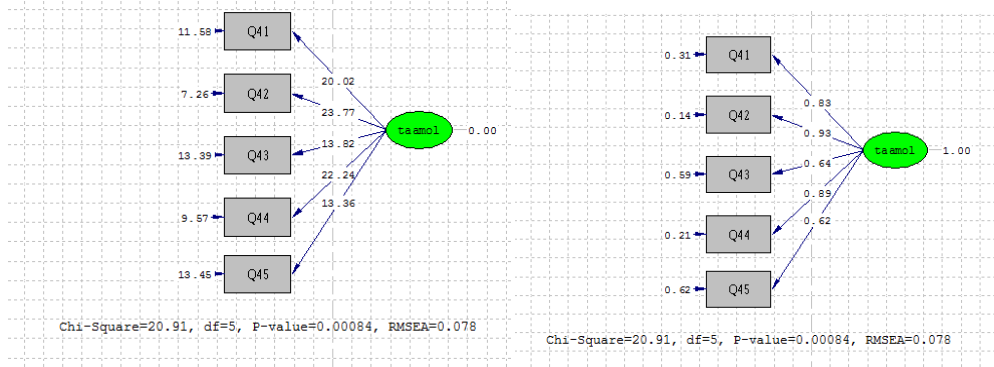 11.58 Q41
20.02
7.26 Q42
23.77
taamol 0.00
13.82
13.39 Q43
22.24
13.36
9.57 Q44
13.45 Q45
Chi-Square=20.91, df=5, P-value=0.00084, RMSEA=0.078
0.31 Q41
0.83
0.14 Q42
0.93
taamol 1.00
0.64
0.59 Q43
0.89
0.62
0.21 Q44
0.62 Q45
Chi-Square=20.91, df=5, P-value=0.00084, RMSEA=0.078